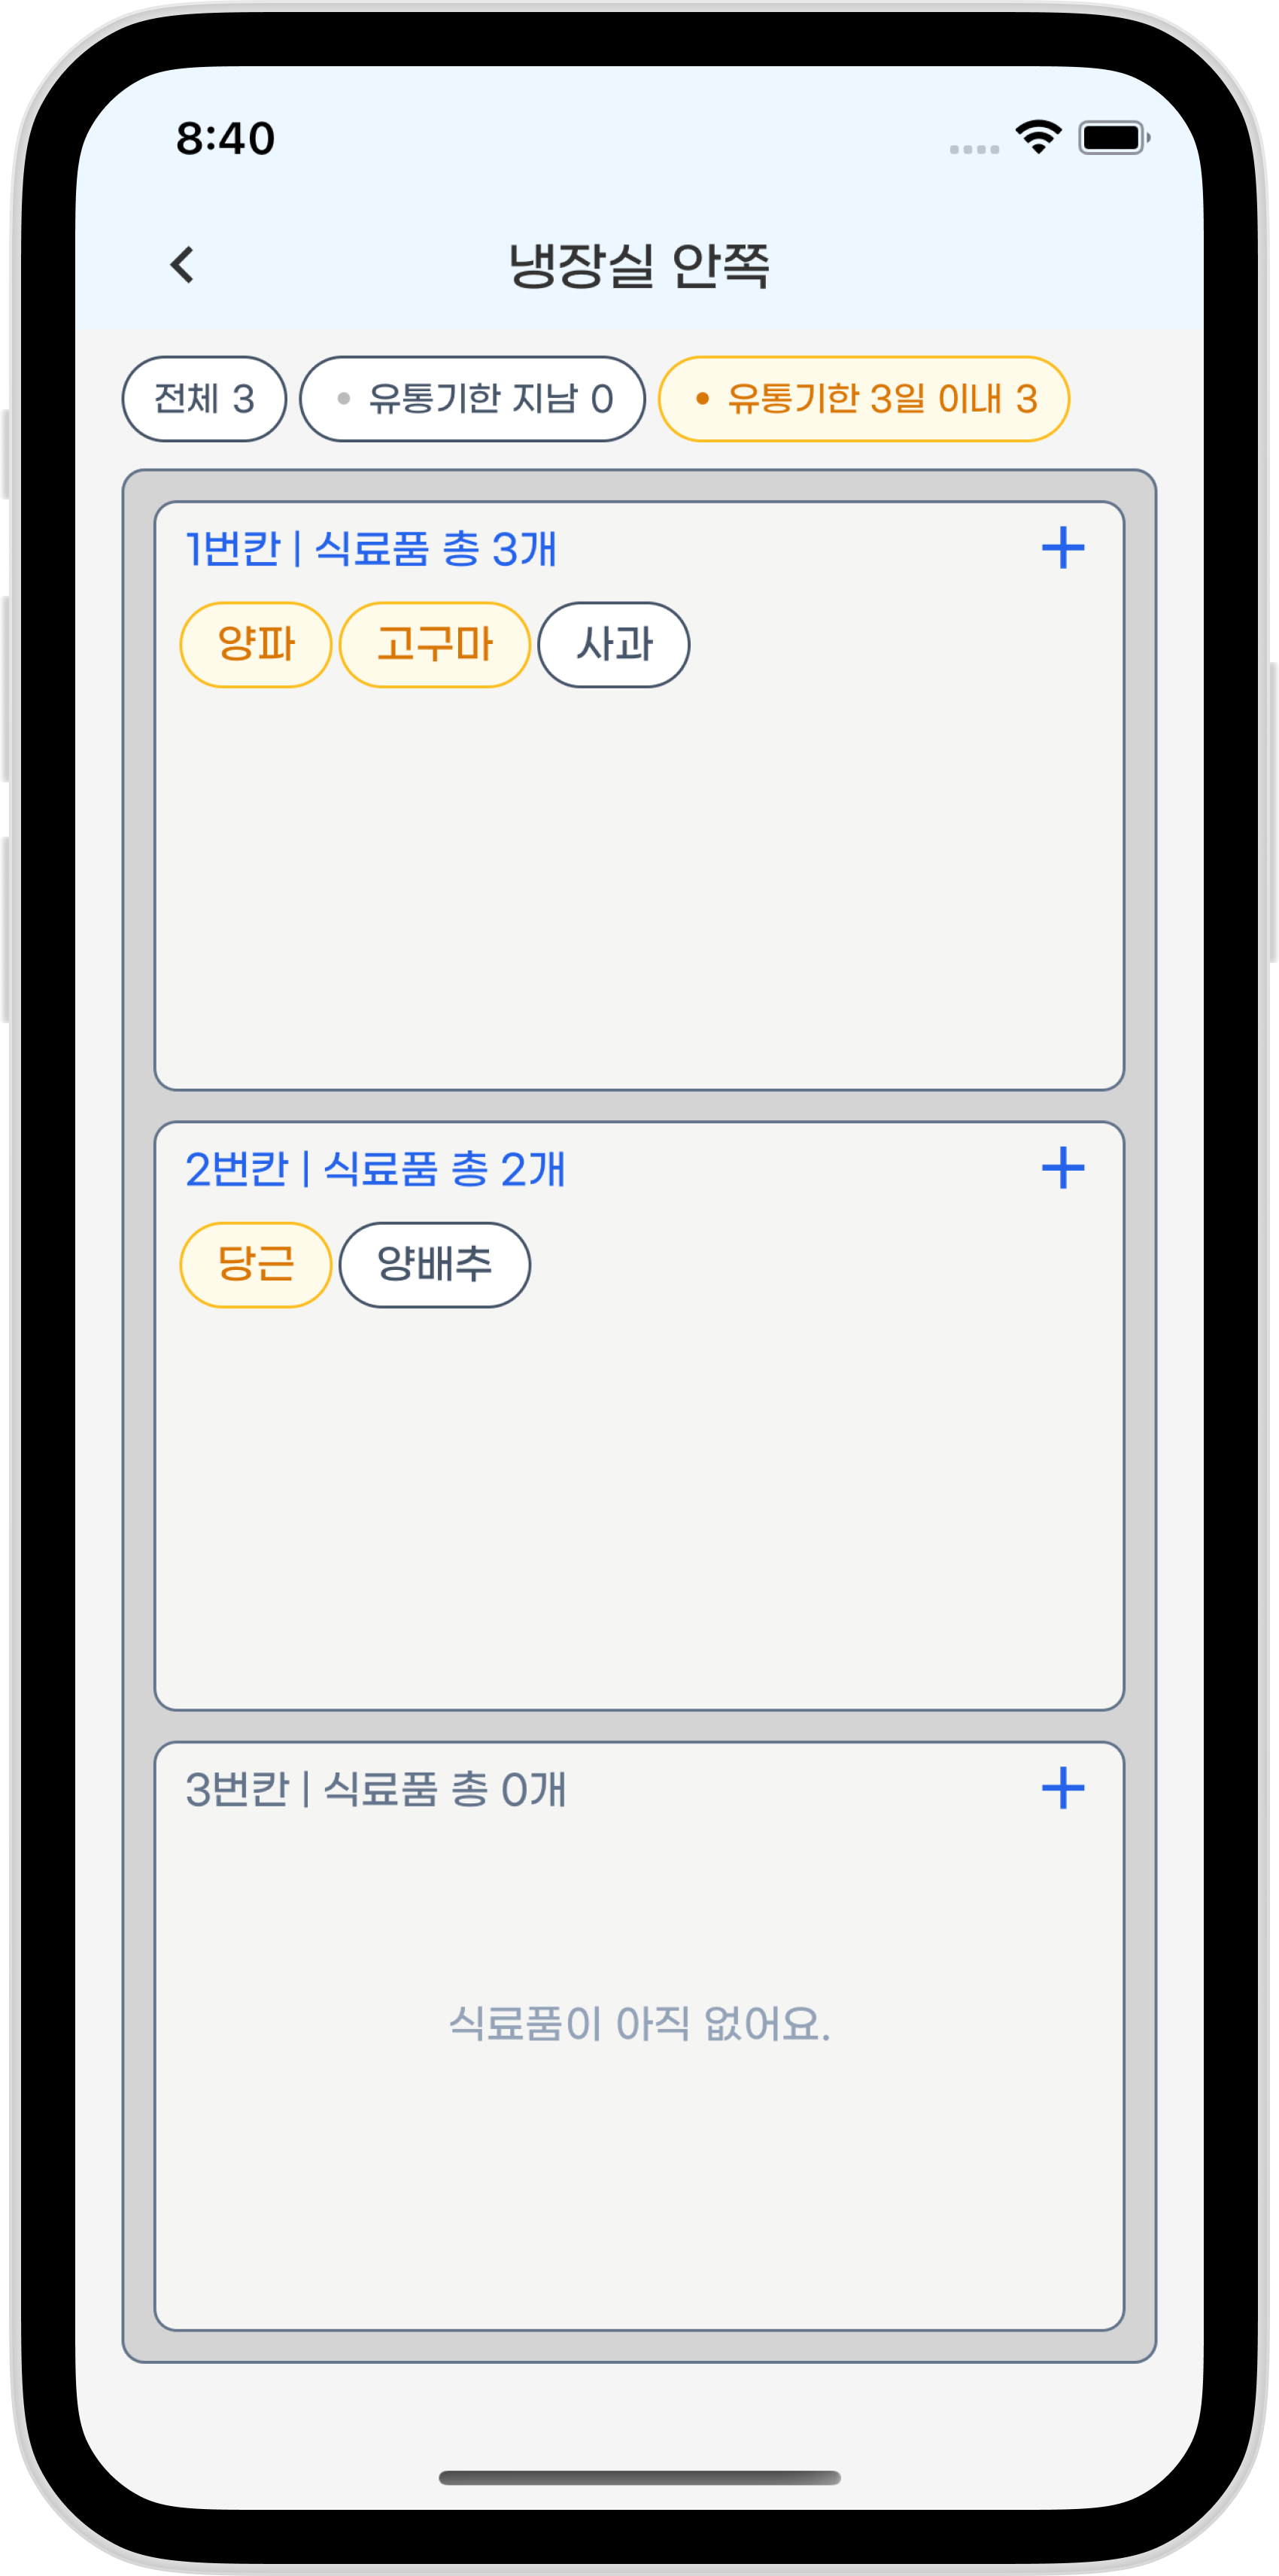 8:40
냉장실 안쪽
전체 3 유통기한 지남 0 유통기한 3일 이내 3
1번칸 | 식료품 총 3개
양파 고구마 사과
2번칸 | 식료품 총 2개
당근 양배추
3번칸 | 식료품 총 0개
식료품이 아직 없어요.